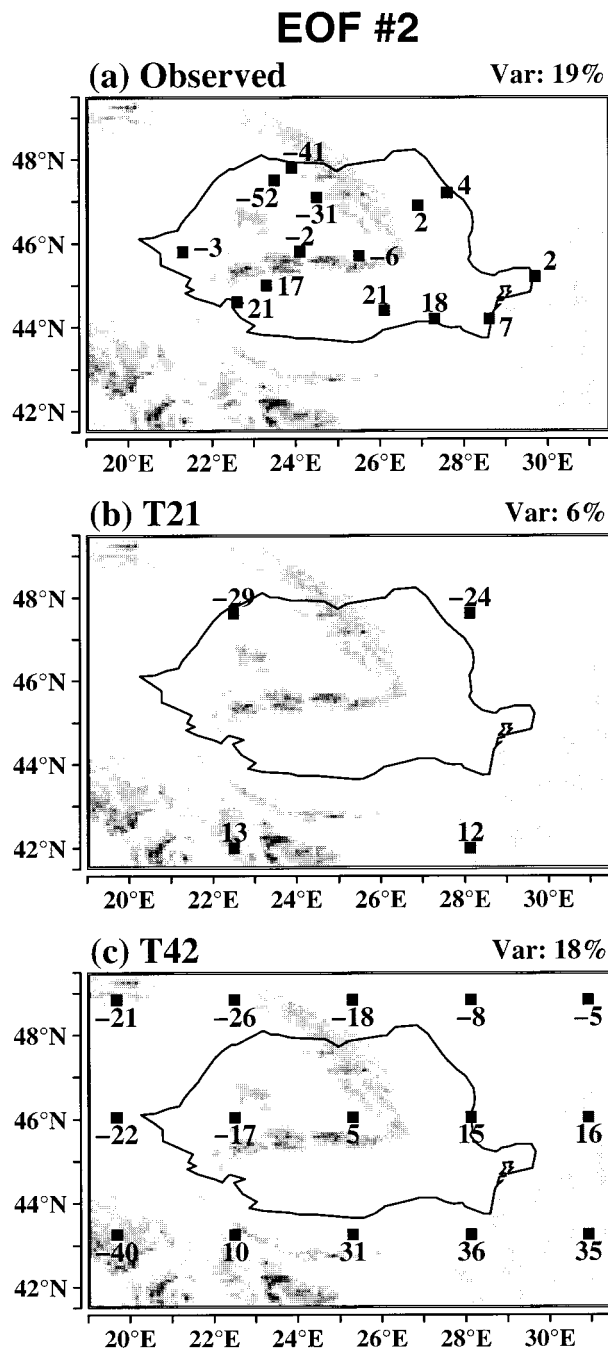 EOF #2
(a) Observed Var: 19%
48°N
46°N
44°N
42°N
−41
−52
−31
4
2
−3
−2
−6
2
17
21
21
18
7
20°E 22°E 24°E 26°E 28°E 30°E
(b) T21 Var: 6%
48°N
46°N
44°N
42°N
−29 −24
13 12
20°E 22°E 24°E 26°E 28°E 30°E
(c) T42 Var: 18%
48°N
46°N
44°N
42°N
−21 −26 −18 −8 −5
−22 −17 5 15 16
−40 10 31 36 35
20°E 22°E 24°E 26°E 28°E 30°E